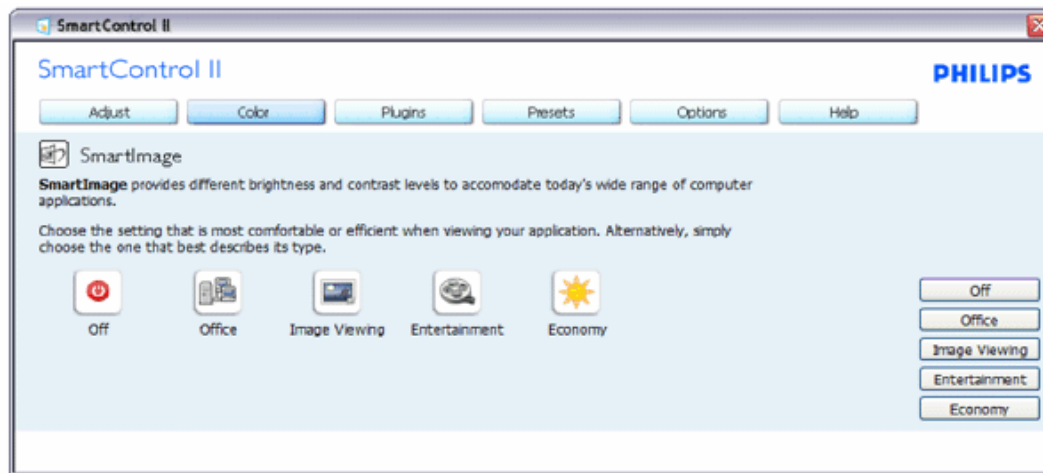 SmartControl II
SmartControl II
PHILIPS
Adjust Color Plugins Presets Options Help
SmartImage
SmartImage provides different brightness and contrast levels to accomodate today's wide range of computer
applications.
Choose the setting that is most comfortable or efficient when viewing your application. Alternatively, simply
choose the one that best describes its type.
Off Office Image Viewing Entertainment Economy
Off
Office
Image Viewing
Entertainment
Economy